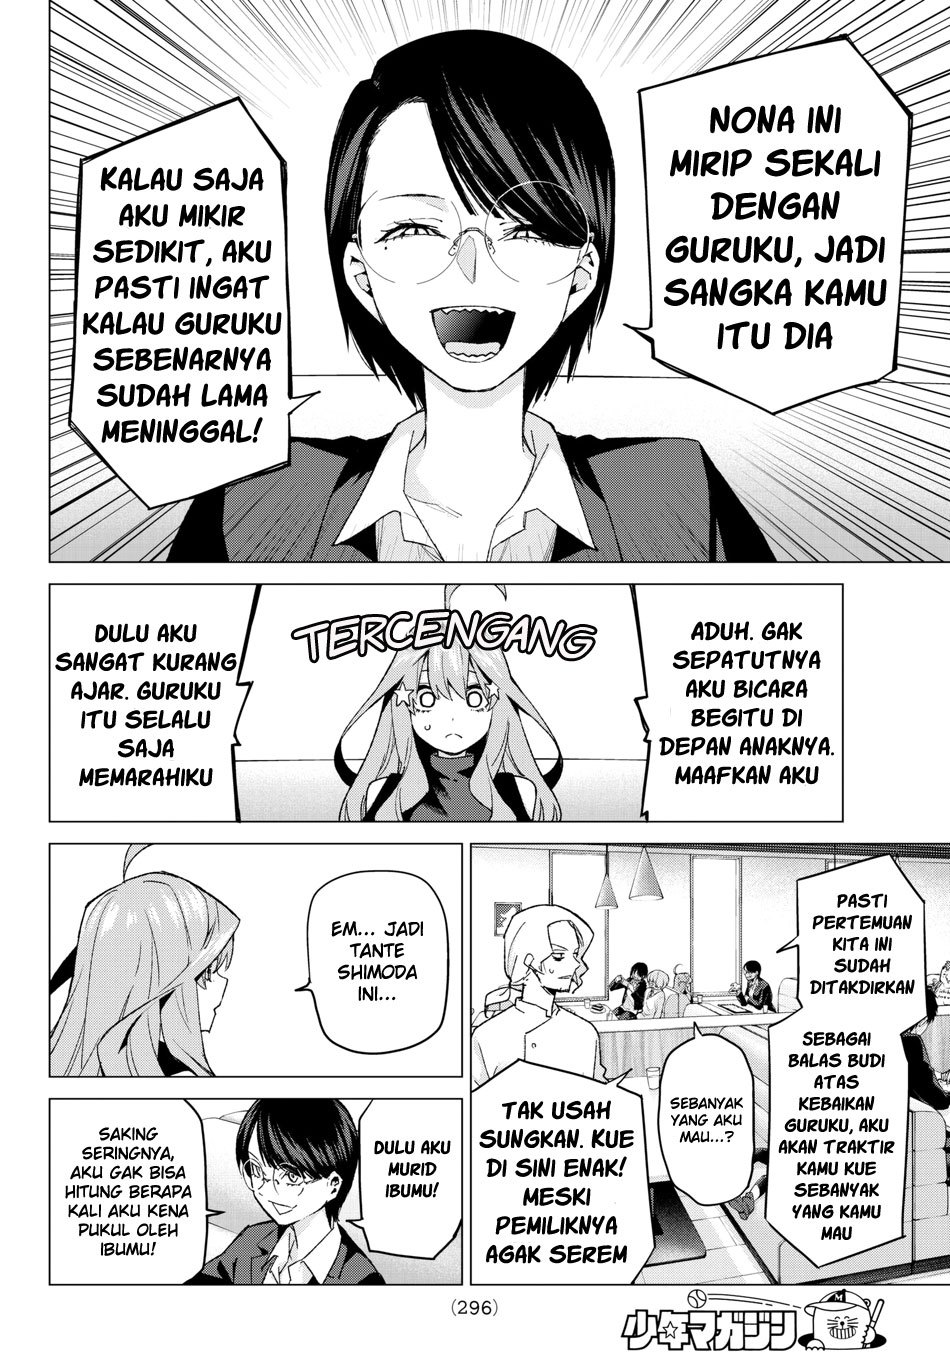 NONA INI
MIRIP SEKALI
DENGAN
GURUKU, JADI
SANGKA KAMU
ITU DIA
KALAU SAJA
AKU MIKIR
SEDIKIT, AKU
PASTI INGAT
KALAU GURUKU
SEBENARNYA
SUDAH LAMA
MENINGGAL!
ADUH. GAK
SEPATUTNYA
AKU BICARA
BEGITU DI
DEPAN ANAKNYA.
MAAFKAN AKU
TERCENGANG
DULU AKU
SANGAT KURANG
AJAR. GURUKU
ITU SELALU
SAJA
MEMARAHIKU
PASTI
PERTEMUAN
KITA INI
SUDAH
DITAKDIRKAN
SEBAGAI
BALAS BUDI
ATAS
KEBAIKAN
GURUKU, AKU
AKAN TRAKTIR
KAMU KUE
SEBANYAK
YANG KAMU
MAU
SEBANYAK
YANG AKU
MAU...?
TAK USAH
SUNGKAN. KUE
DI SINI ENAK!
MESKI
PEMILIKNYA
AGAK SEREM
EM... JADI
TANTE
SHIMODA
INI...
DULU AKU
MURID
IBUMU!
SAKING
SERINGNYA,
AKU GAK BISA
HITUNG BERAPA
KALI AKU KENA
PUKUL OLEH
IBUMU!
(296)
少年マガジン
M